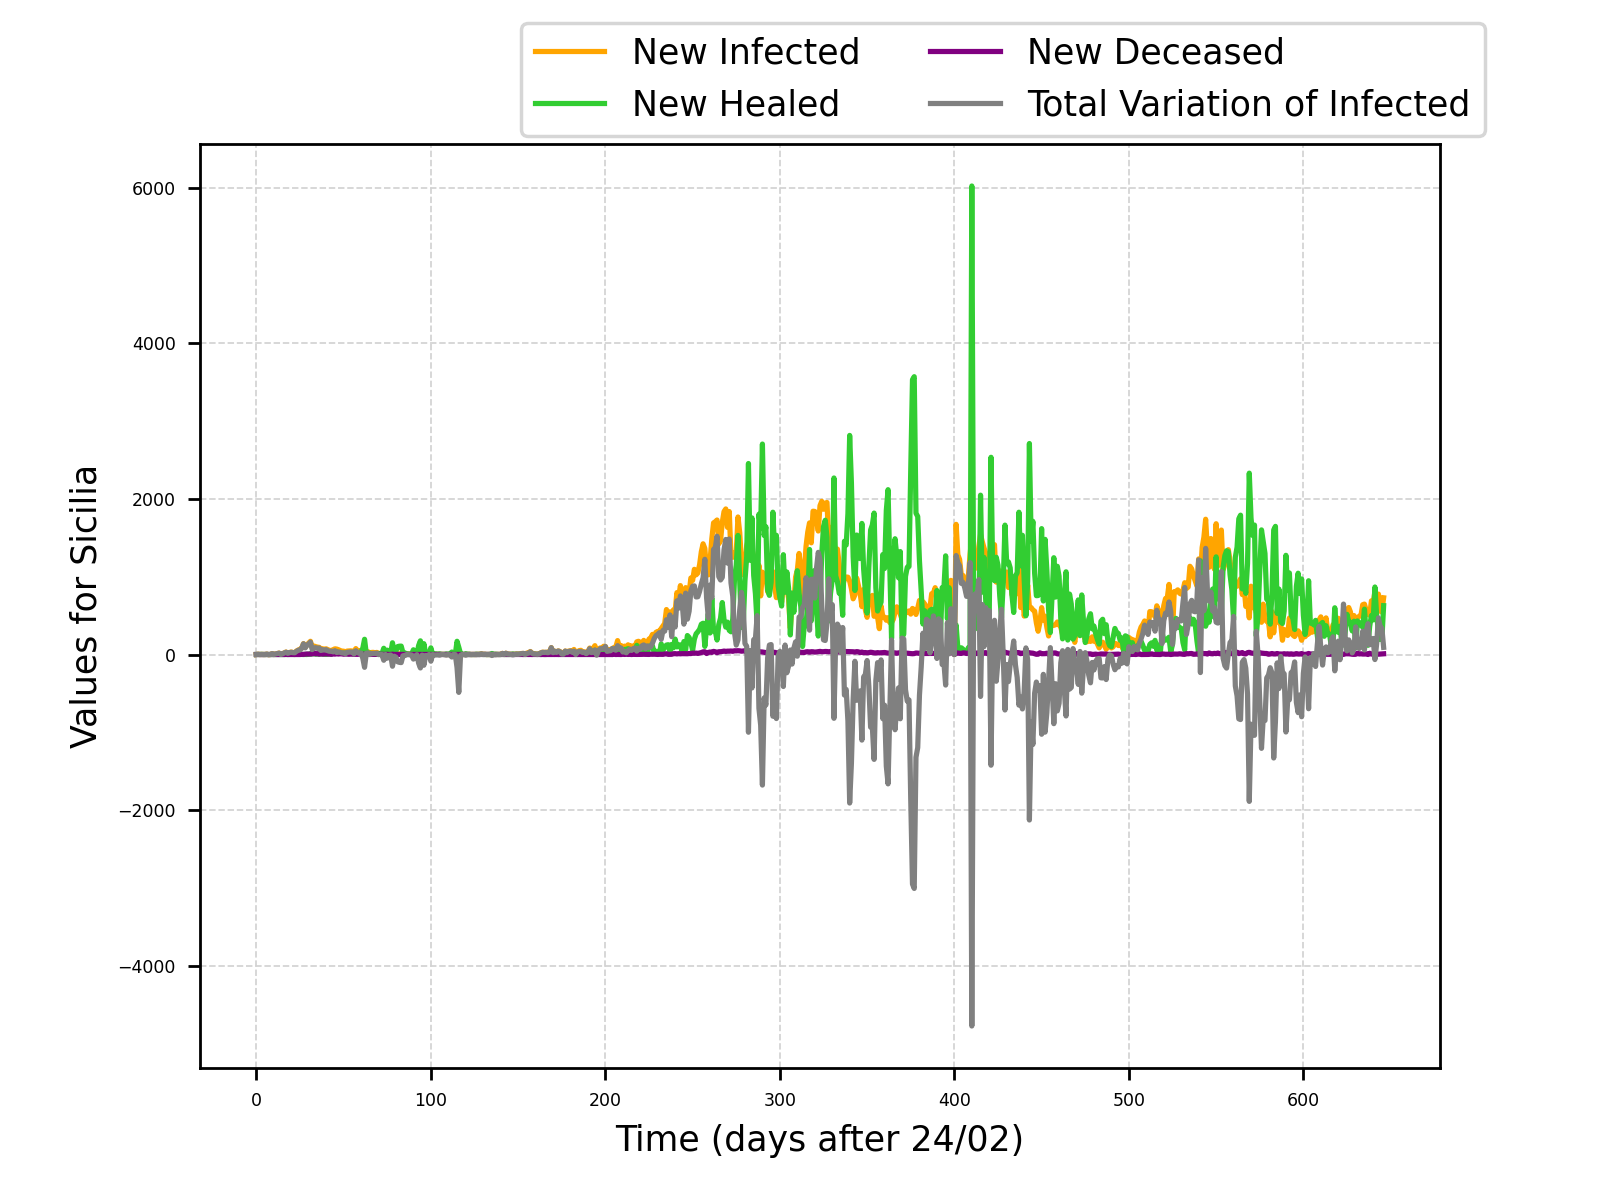 New Infected
New Healed
New Deceased
Total Variation of Infected
6000
4000
2000
0
−2000
−4000
Values for Sicilia
0 100 200 300 400 500 600
Time (days after 24/02)